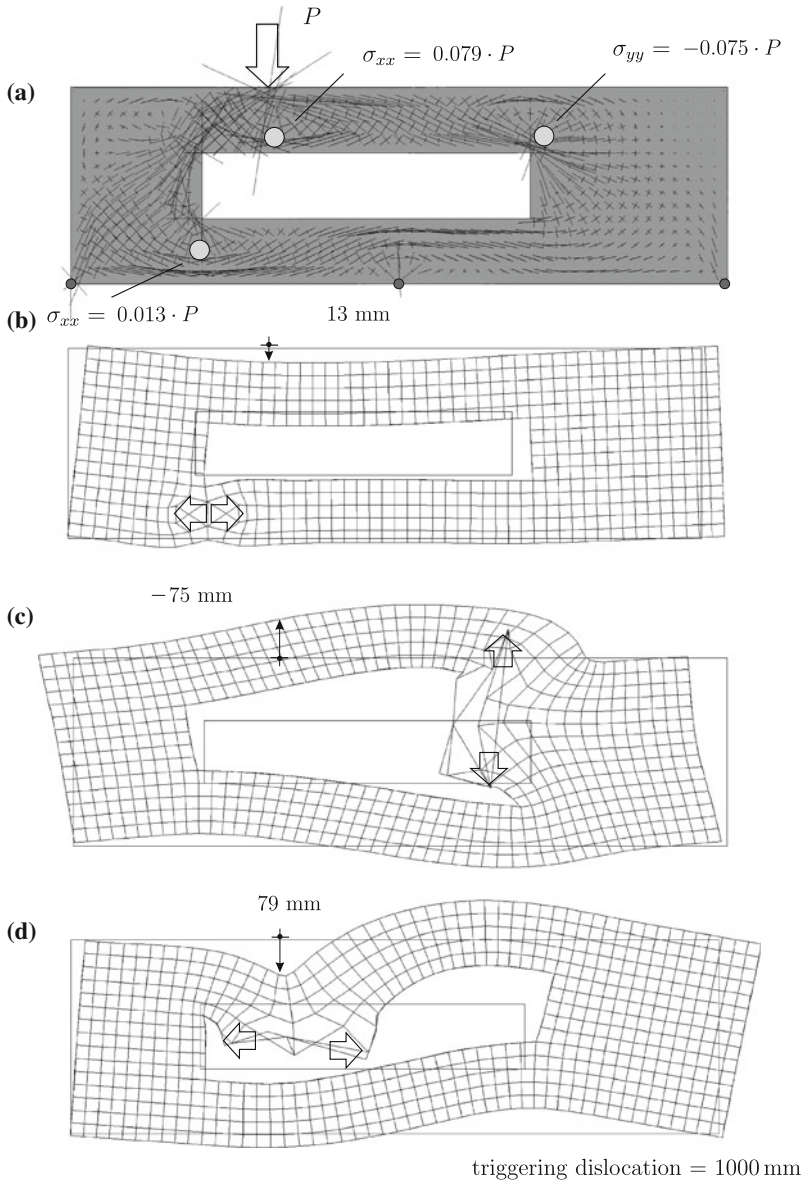 P
σ_xx = 0.079 · P
σ_yy = −0.075 · P
(a)
σ_xx = 0.013 · P
13 mm
(b)
−75 mm
(c)
79 mm
(d)
triggering dislocation = 1000 mm